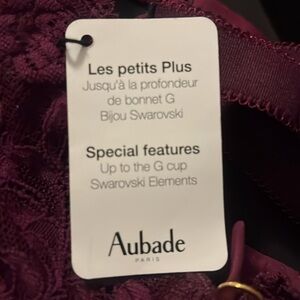 Les petits Plus
Jusqu'à la profondeur
de bonnet G
Bijou Swarovski
Special features
Up to the G cup
Swarovski Elements
Aubade
PARIS